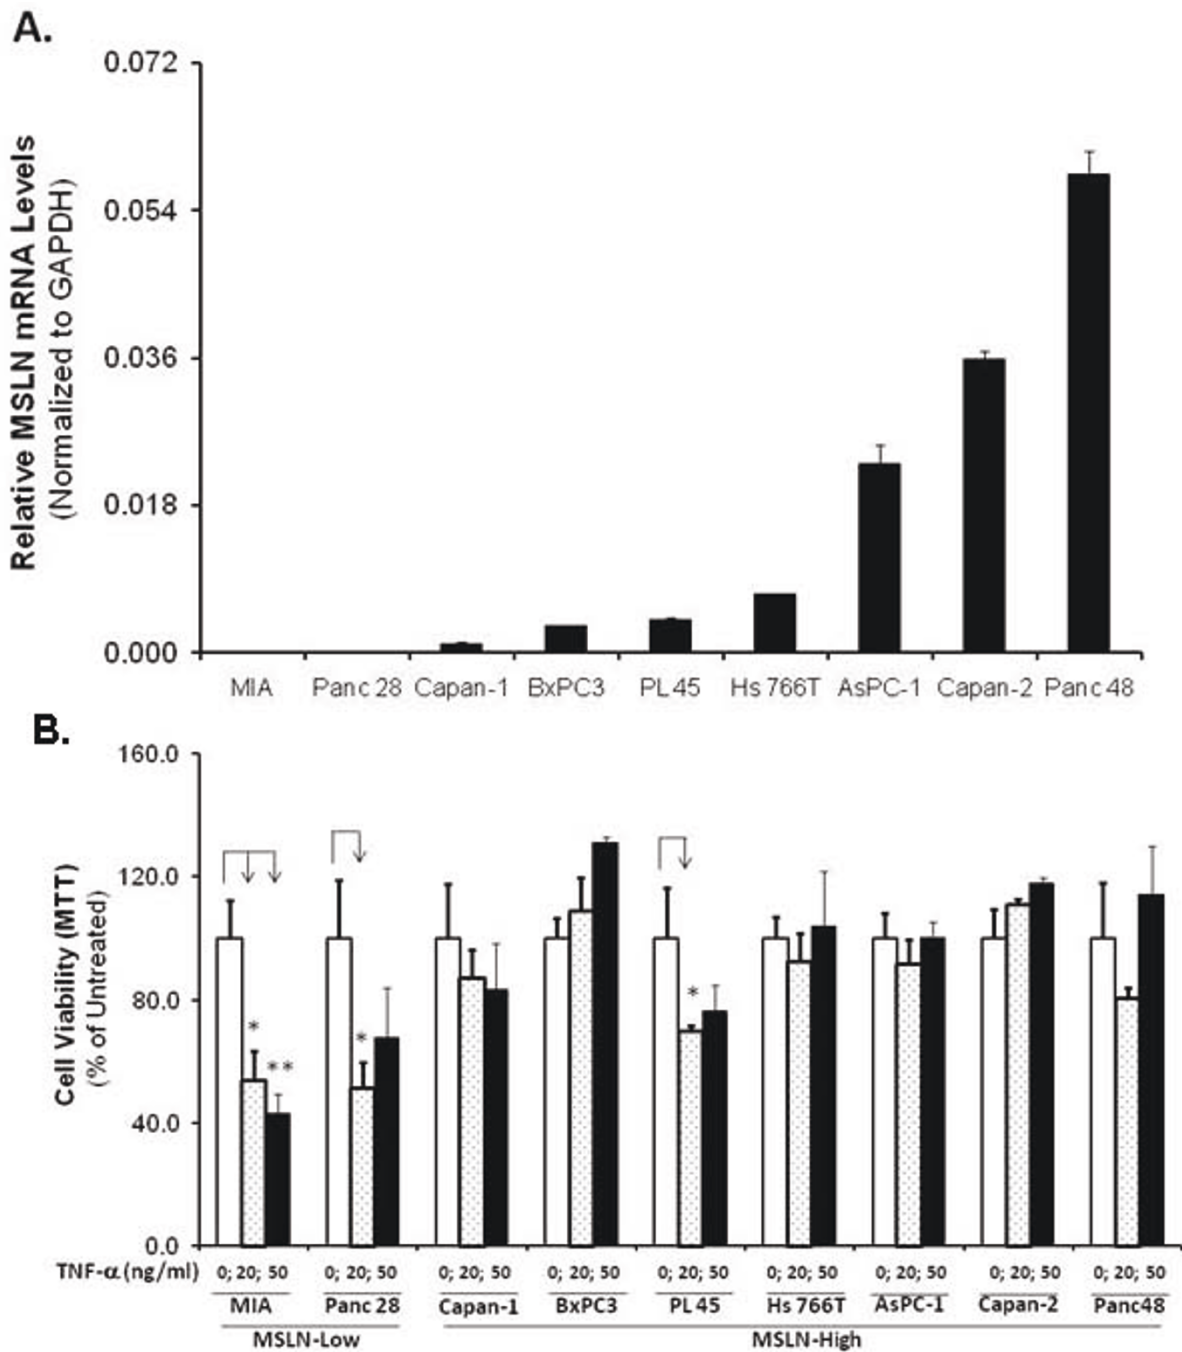 A.
Relative MSLN mRNA Levels
(Normalized to GAPDH)
0.072
0.054
0.036
0.018
0.000
MIA Panc 28 Capan-1 BxPC3 PL45 Hs 766T AsPC-1 Capan-2 Panc 48
B.
Cell Viability (MTT)
(% of Untreated)
160.0
120.0
80.0
40.0
0.0
*
**
*
*
TNF-α (ng/ml) 0; 20; 50 0; 20; 50 0; 20; 50 0; 20; 50 0; 20; 50 0; 20; 50 0; 20; 50 0; 20; 50 0; 20; 50
MIA Panc 28 Capan-1 BxPC3 PL45 Hs 766T AsPC-1 Capan-2 Panc48
MSLN-Low MSLN-High